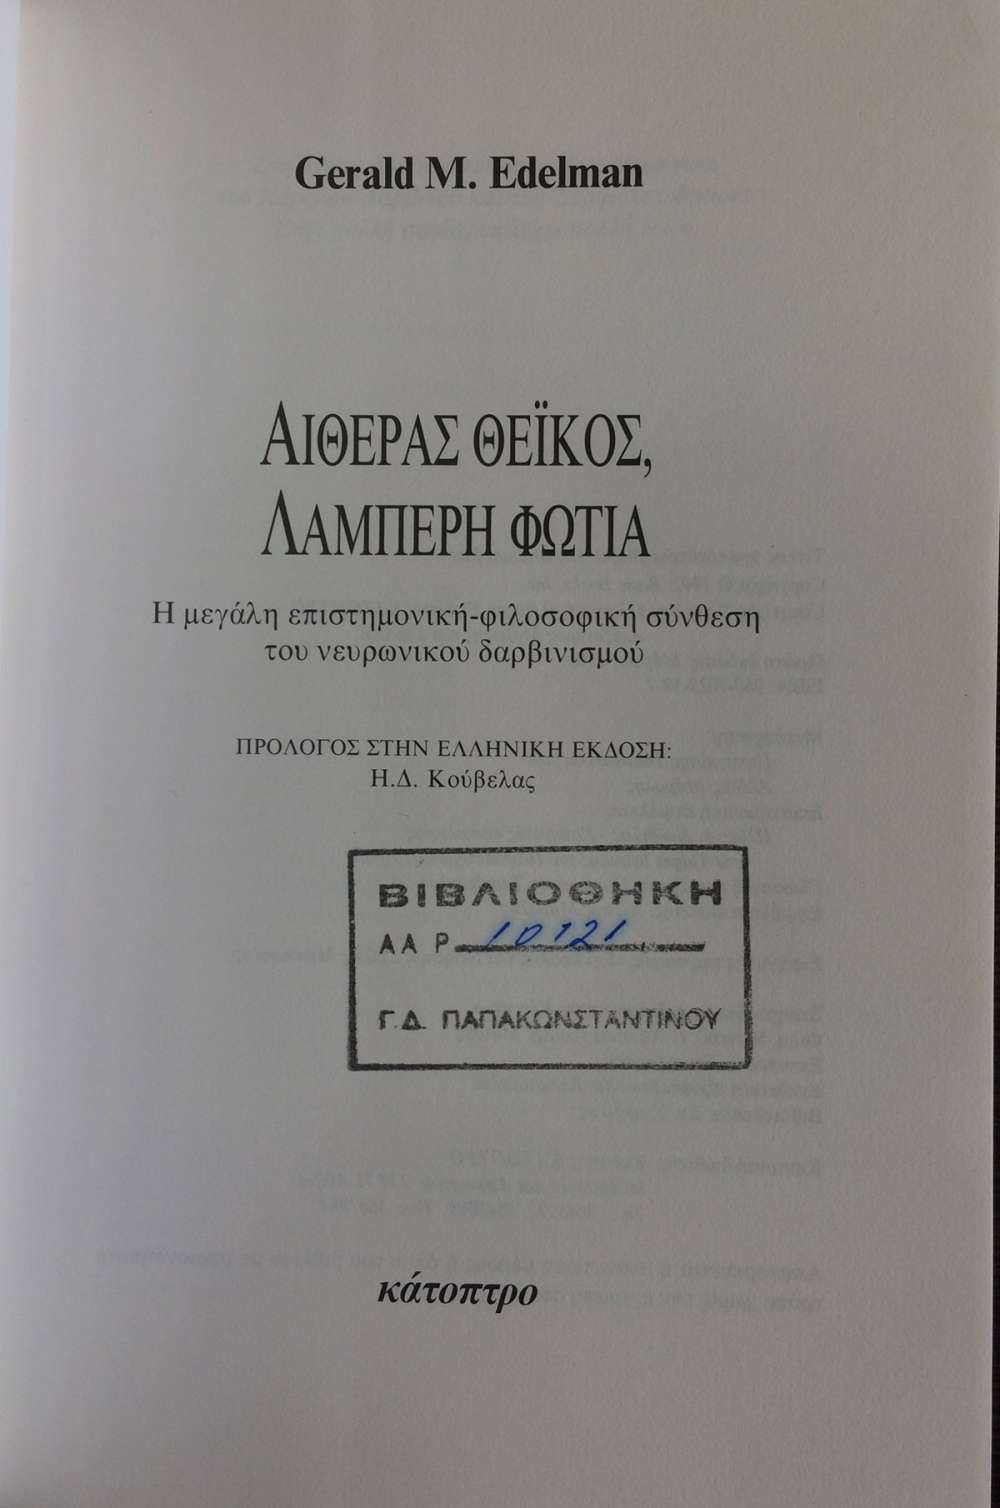 Gerald M. Edelman
ΑΙΘΕΡΑΣ ΘΕΪΚΟΣ,
ΛΑΜΠΕΡΗ ΦΩΤΙΑ
Η μεγάλη επιστημονική-φιλοσοφική σύνθεση
του νευρωνικού δαρβινισμού
ΠΡΟΛΟΓΟΣ ΣΤΗΝ ΕΛΛΗΝΙΚΗ ΕΚΔΟΣΗ:
Η.Δ. Κούβελας
ΒΙΒΛΙΟΘΗΚΗ
ΑΑ Ρ 10121
Γ.Δ. ΠΑΠΑΚΩΝΣΤΑΝΤΙΝΟΥ
κάτοπτρο